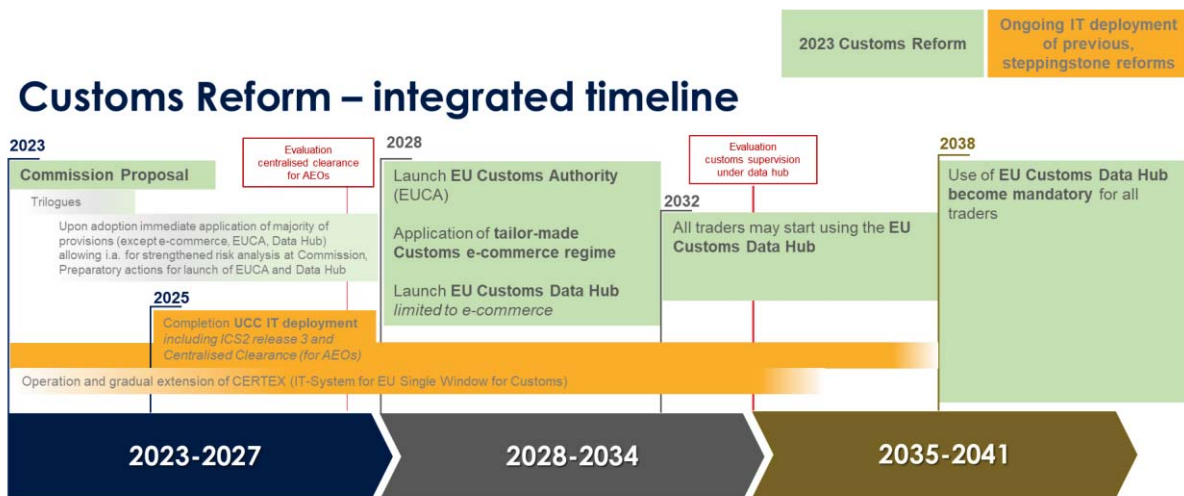 2023 Customs Reform
Ongoing IT deployment
of previous,
steppingstone reforms
Customs Reform – integrated timeline
2023
Commission Proposal
Trilogues
Upon adoption immediate application of majority of
provisions (except e-commerce, EUCA, Data Hub)
allowing i.a. for strengthened risk analysis at Commission,
Preparatory actions for launch of EUCA and Data Hub
Evaluation
centralised clearance
for AEOs
2025
Completion UCC IT deployment
including ICS2 release 3 and
Centralised Clearance (for AEOs)
Operation and gradual extension of CERTEX (IT-System for EU Single Window for Customs)
2028
Launch EU Customs Authority
(EUCA)
Application of tailor-made
Customs e-commerce regime
Launch EU Customs Data Hub
limited to e-commerce
2032
All traders may start using the EU
Customs Data Hub
Evaluation
customs supervision
under data hub
2038
Use of EU Customs Data Hub
become mandatory for all
traders
2023-2027
2028-2034
2035-2041